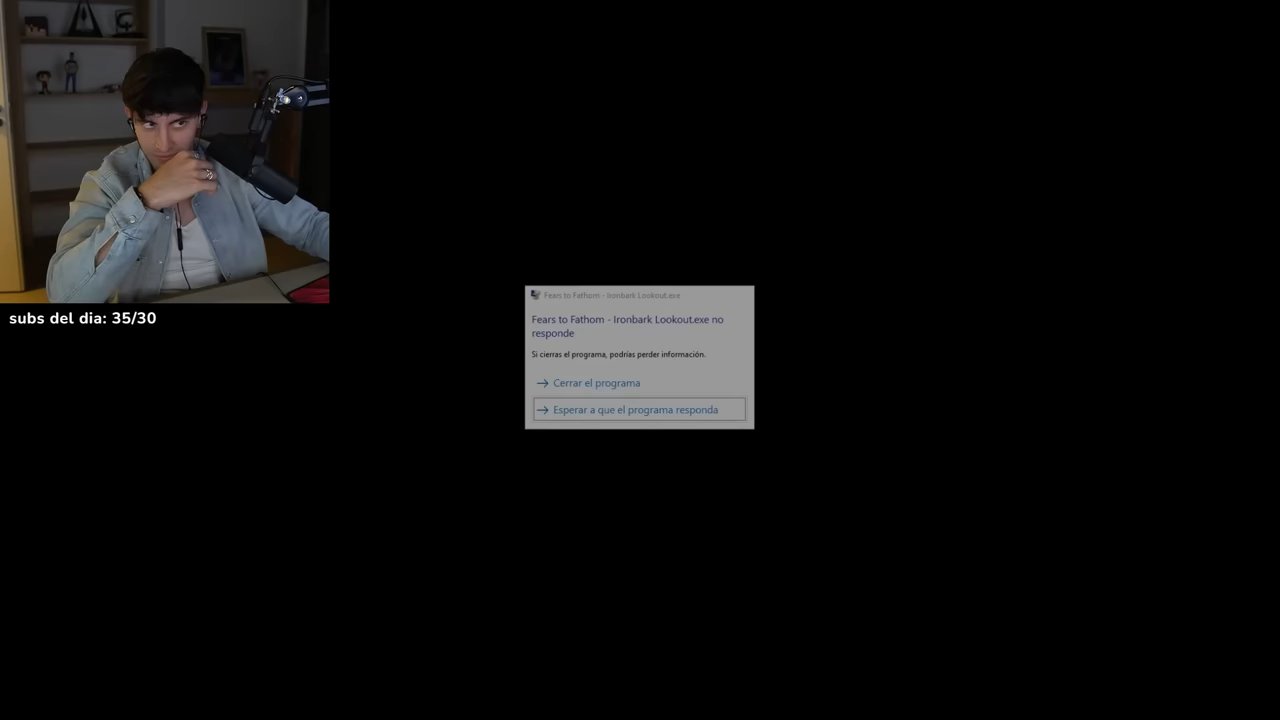 subs del dia: 35/30
Fears to Fathom - Ironbark Lookout.exe
Fears to Fathom - Ironbark Lookout.exe no
responde
Si cierras el programa, podrías perder información.
Cerrar el programa
Esperar a que el programa responda